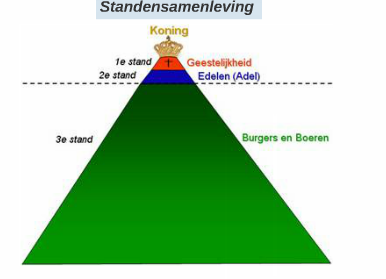 Standensamenleving
Koning
1e stand
Geestelijkheid
2e stand
Edelen (Adel)
3e stand
Burgers en Boeren